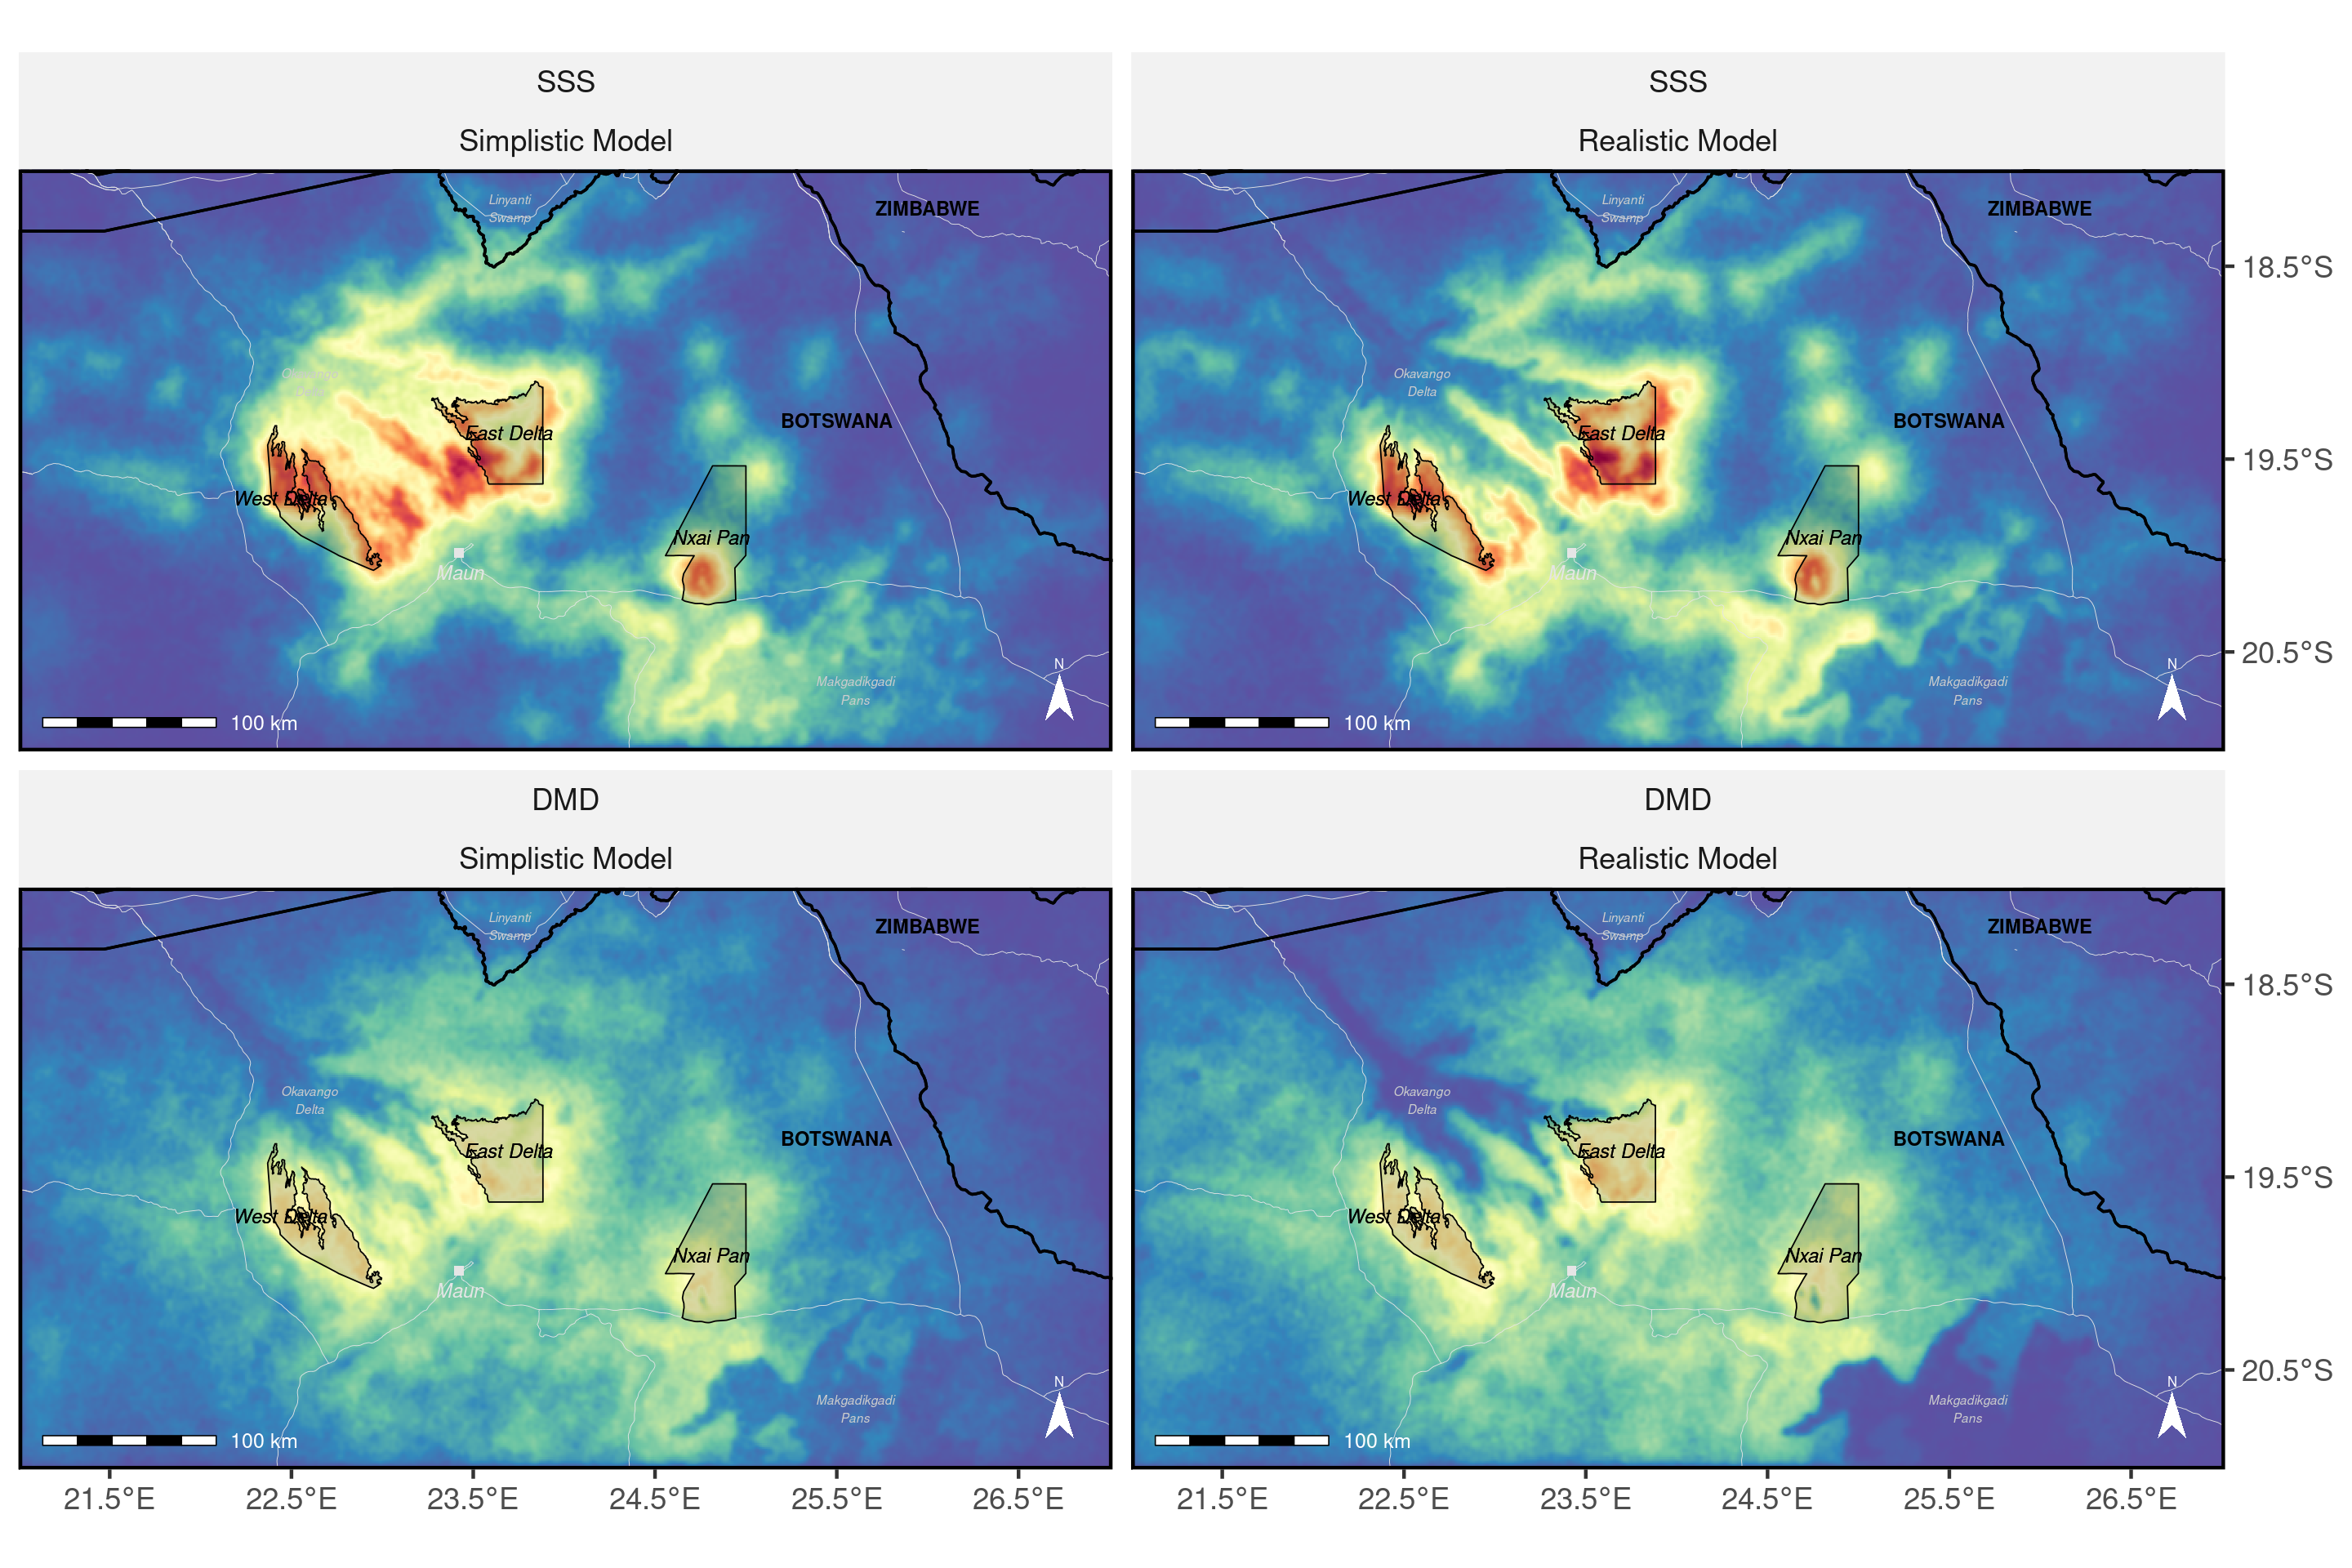 SSS
Simplistic Model
Linyanti
Swamp
ZIMBABWE
Okavango
BOTSWANA
East Delta
West Delta
Nxai Pan
Maun
Makgadikgadi
Pans
N
100 km
SSS
Realistic Model
Linyanti
Swamp
ZIMBABWE
18.5°S
Okavango
Delta
BOTSWANA
East Delta
19.5°S
West Delta
Nxai Pan
Maun
20.5°S
Makgadikgadi
Pans
N
100 km
DMD
Simplistic Model
Linyanti
Swamp
ZIMBABWE
Okavango
Delta
BOTSWANA
East Delta
West Delta
Nxai Pan
Maun
Makgadikgadi
Pans
N
100 km
21.5°E 22.5°E 23.5°E 24.5°E 25.5°E 26.5°E
DMD
Realistic Model
Linyanti
Swamp
ZIMBABWE
18.5°S
Okavango
Delta
BOTSWANA
East Delta
19.5°S
West Delta
Nxai Pan
Maun
20.5°S
Makgadikgadi
Pans
N
100 km
21.5°E 22.5°E 23.5°E 24.5°E 25.5°E 26.5°E